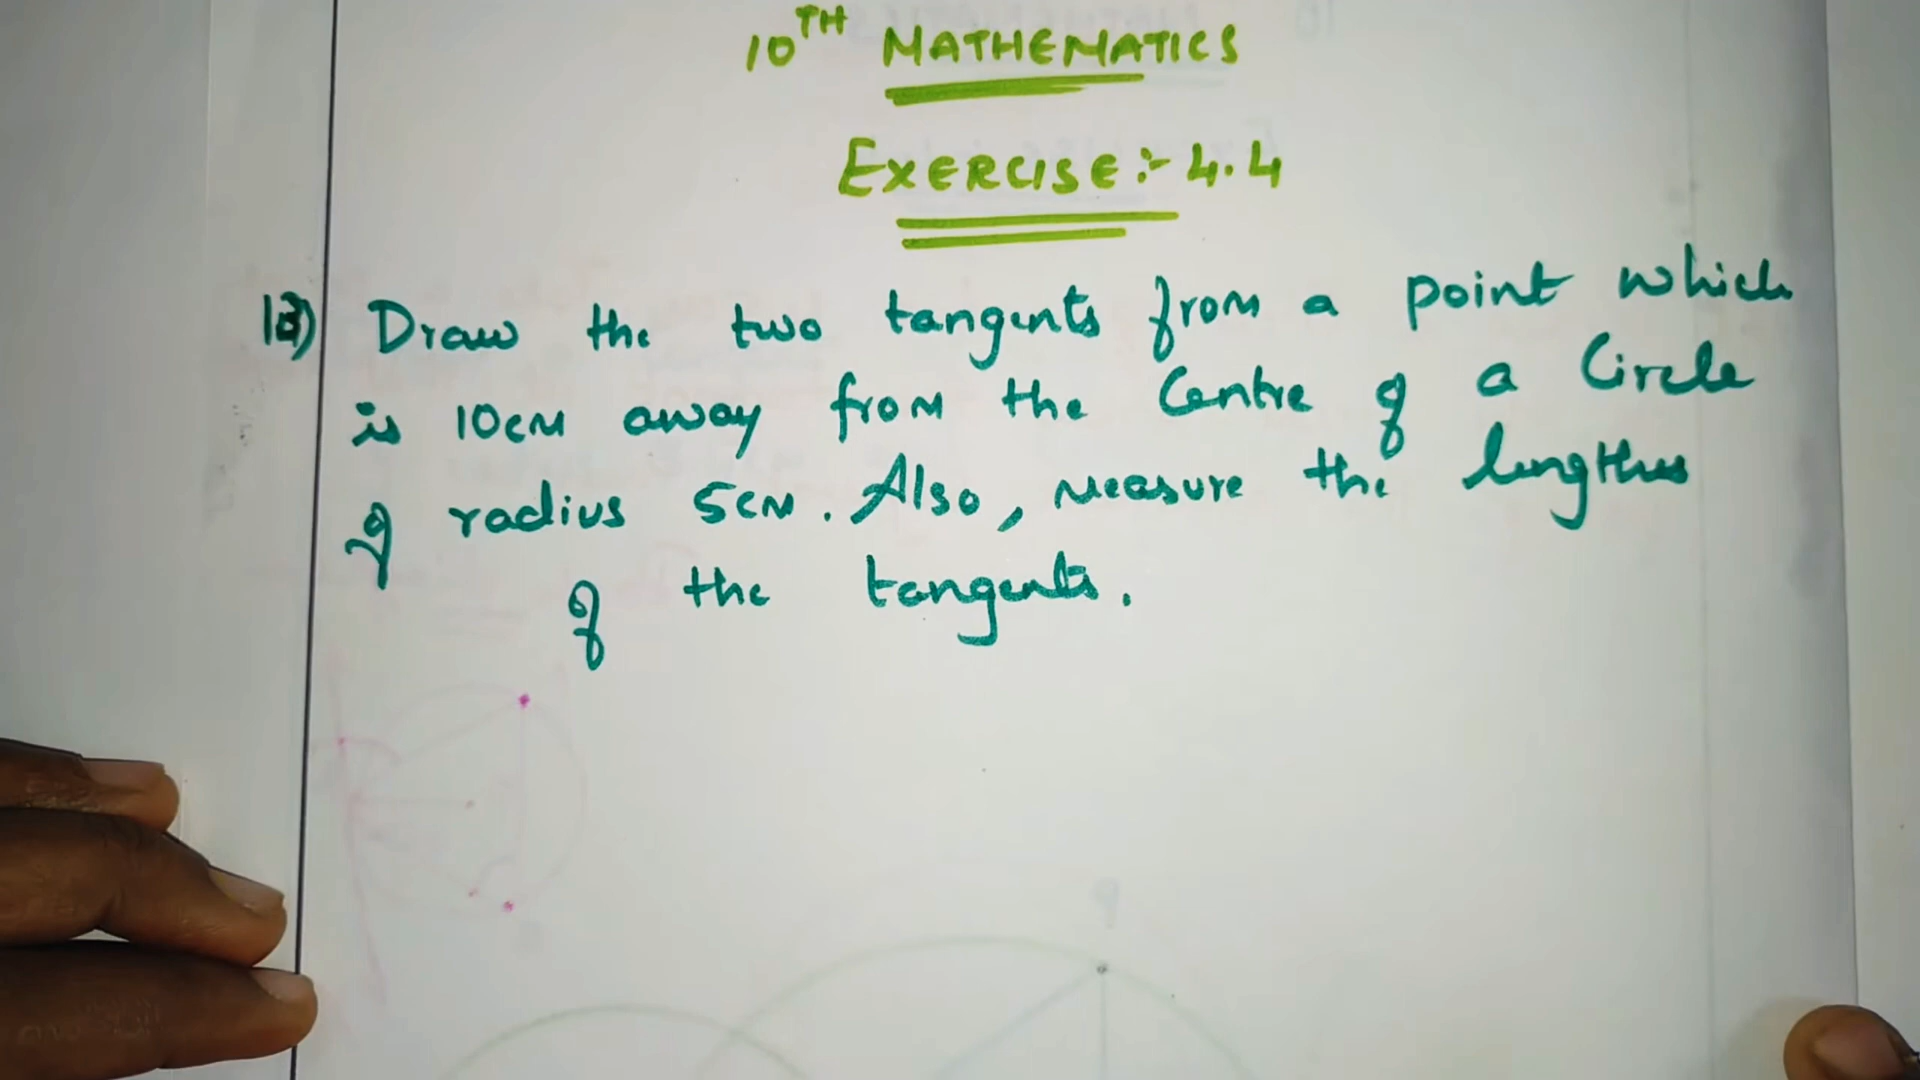 10TH MATHEMATICS
EXERCISE:- 4.4
Draw the two tangents from a point which
is 10cm away from the Centre of a Circle
of radius 5cm. Also, measure the lengths
of the tangents.